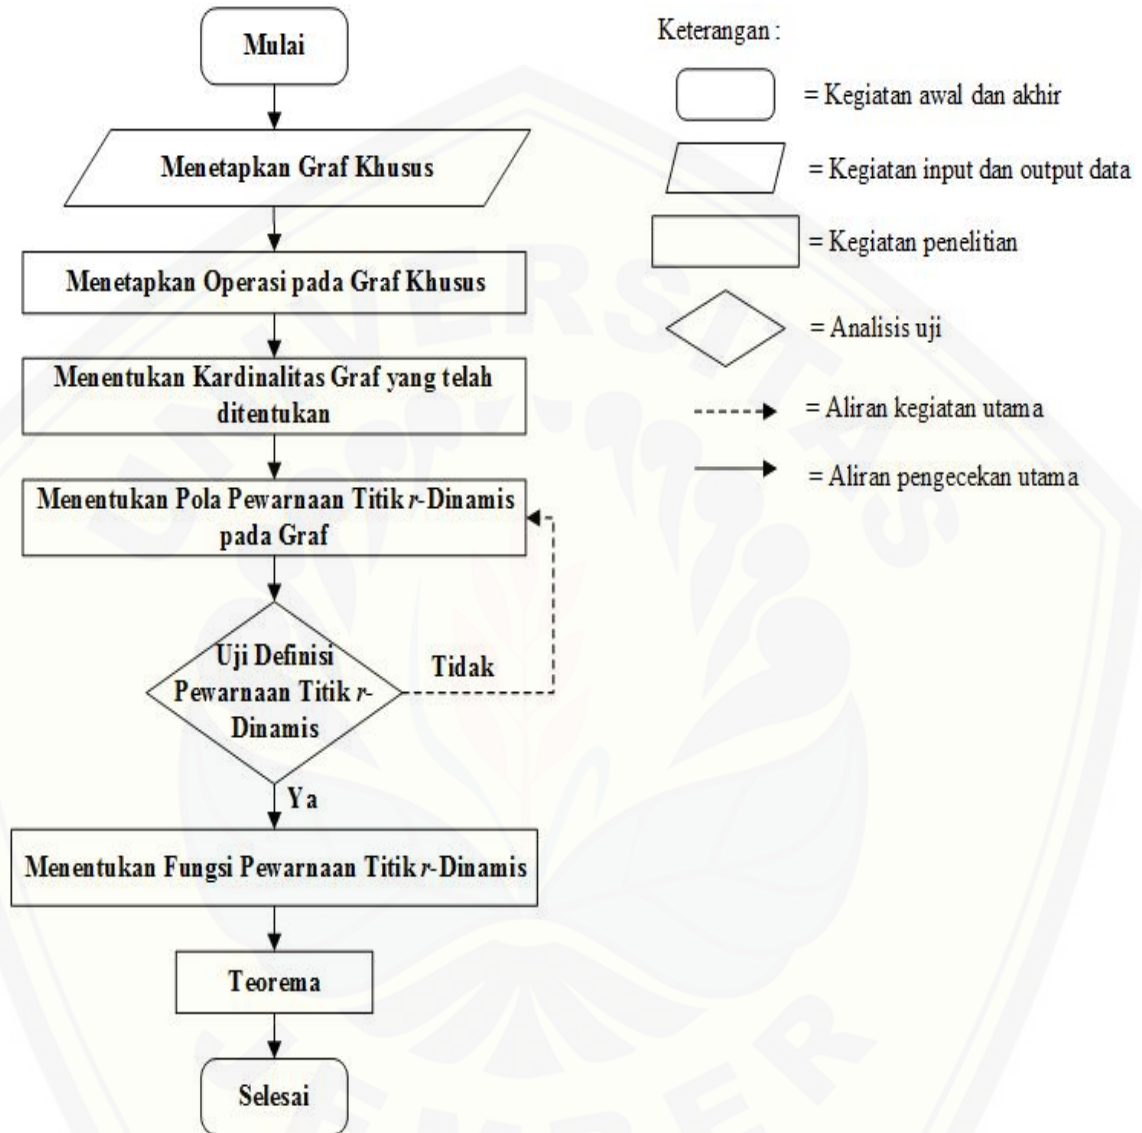 Mulai
Menetapkan Graf Khusus
Menetapkan Operasi pada Graf Khusus
Menentukan Kardinalitas Graf yang telah
ditentukan
Menentukan Pola Pewarnaan Titik r-Dinamis
pada Graf
Uji Definisi
Pewarnaan Titik r-
Dinamis
Tidak
Ya
Menentukan Fungsi Pewarnaan Titik r-Dinamis
Teorema
Selesai
Keterangan :
= Kegiatan awal dan akhir
= Kegiatan input dan output data
= Kegiatan penelitian
= Analisis uji
= Aliran kegiatan utama
= Aliran pengecekan utama
UNIVERSITAS
JEMBER